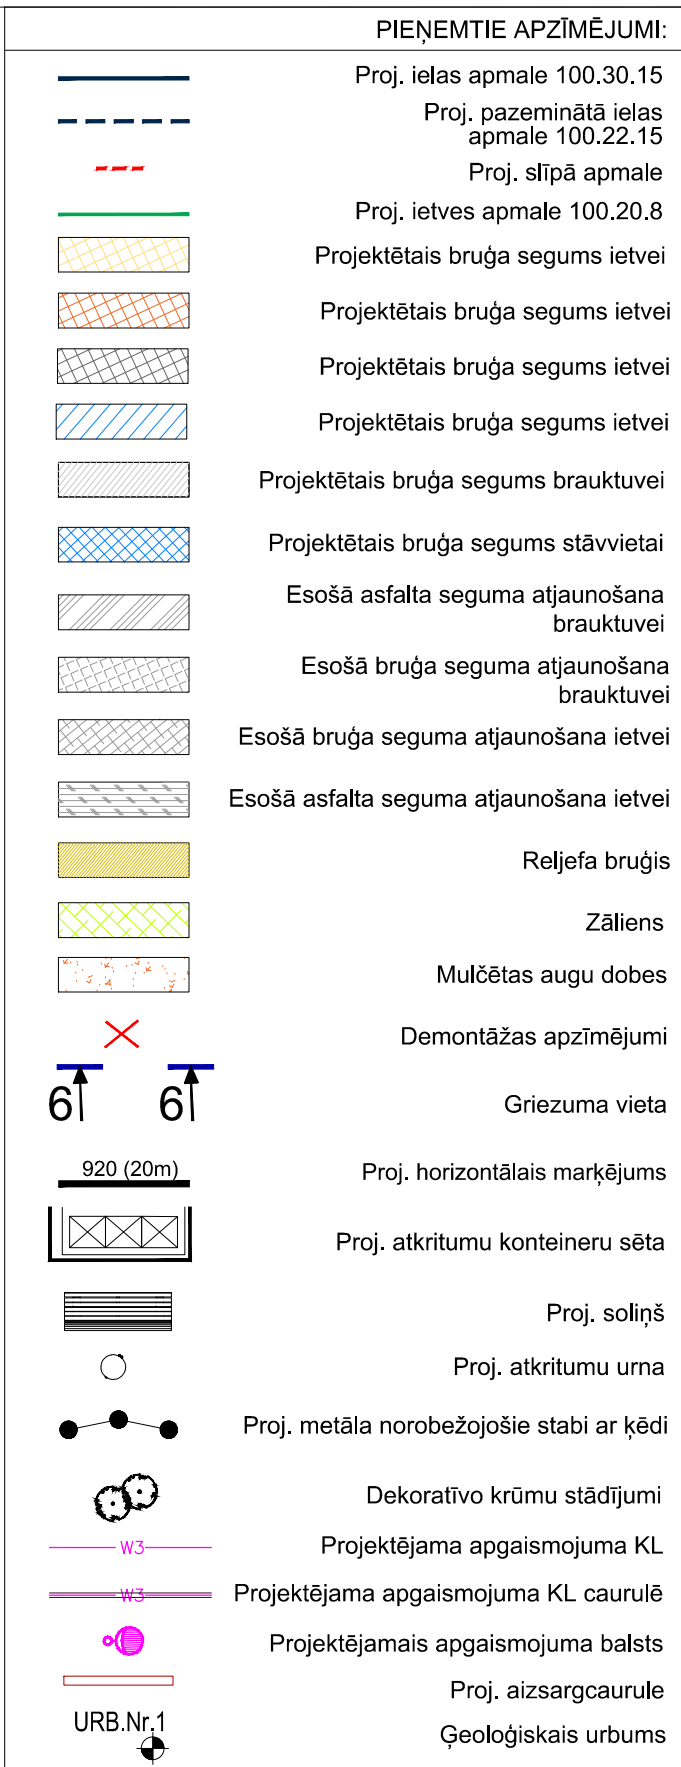 PIEŅEMTIE APZĪMĒJUMI:
Proj. ielas apmale 100.30.15
Proj. pazeminātā ielas
apmale 100.22.15
Proj. slīpā apmale
Proj. ietves apmale 100.20.8
Projektētais bruģa segums ietvei
Projektētais bruģa segums ietvei
Projektētais bruģa segums ietvei
Projektētais bruģa segums ietvei
Projektētais bruģa segums brauktuvei
Projektētais bruģa segums stāvvietai
Esošā asfalta seguma atjaunošana
brauktuvei
Esošā bruģa seguma atjaunošana
brauktuvei
Esošā bruģa seguma atjaunošana ietvei
Esošā asfalta seguma atjaunošana ietvei
Reljefa bruģis
Zāliens
Mulčētas augu dobes
Demontāžas apzīmējumi
6 6 Griezuma vieta
920 (20m) Proj. horizontālais marķējums
Proj. atkritumu konteineru sēta
Proj. soliņš
Proj. atkritumu urna
Proj. metāla norobežojošie stabi ar ķēdi
Dekoratīvo krūmu stādījumi
W3 Projektējama apgaismojuma KL
W3 Projektējama apgaismojuma KL caurulē
Projektējamais apgaismojuma balsts
Proj. aizsargcaurule
URB.Nr.1 Ģeoloģiskais urbums